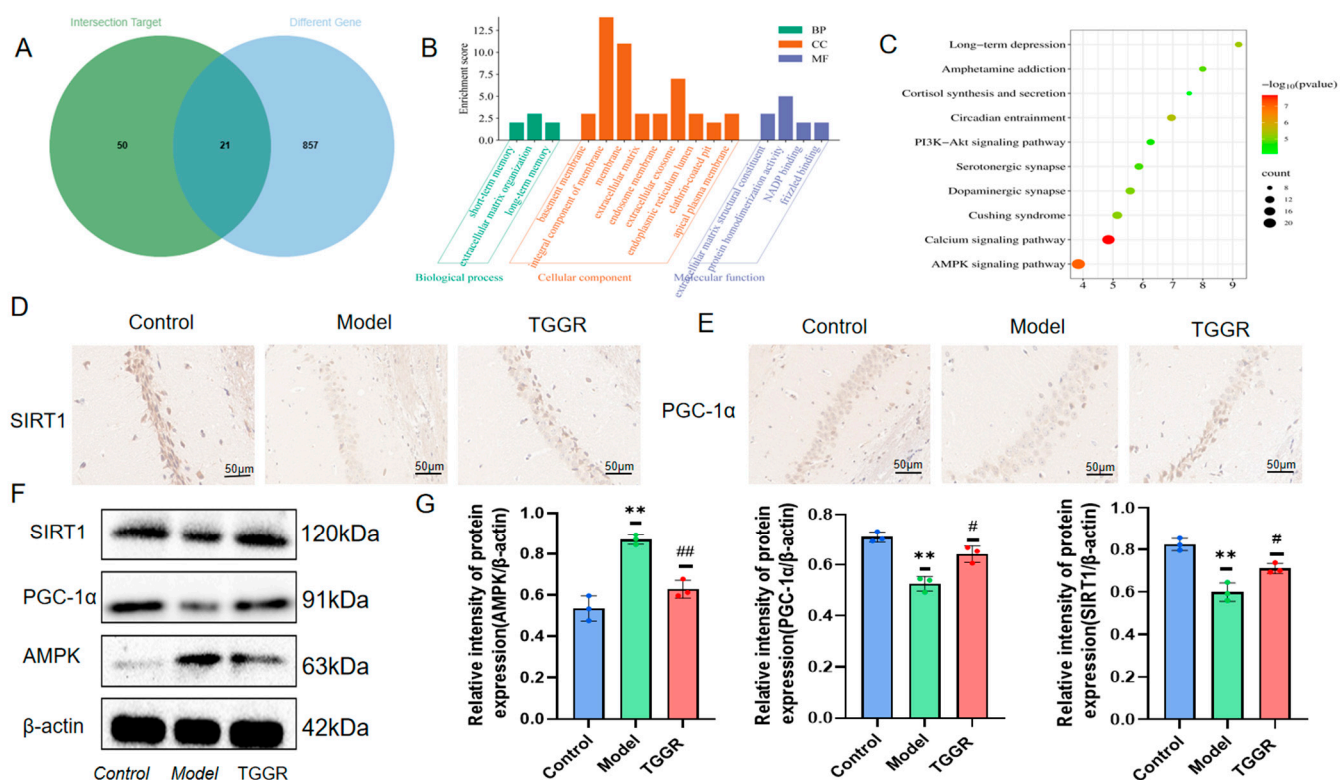 A
Intersection Target
Different Gene
50
21
857
B
Enrichment score
12.5
10.0
7.5
5.0
2.5
0.0
BP
CC
MF
short-term memory
extracellular matrix organization
long-term memory
basement membrane
integral component of membrane
membrane
extracellular matrix
endosome membrane
extracellular exosome
endoplasmic reticulum lumen
clathrin-coated pit
apical plasma membrane
extracellular matrix structural constituent
protein homodimerization activity
NADP binding
frizzled binding
Biological process
Cellular component
Molecular function
C
Long-term depression
Amphetamine addiction
Cortisol synthesis and secretion
Circadian entrainment
PI3K-Akt signaling pathway
Serotonergic synapse
Dopaminergic synapse
Cushing syndrome
Calcium signaling pathway
AMPK signaling pathway
4 5 6 7 8 9
-log10(pvalue)
7
6
5
count
8
12
16
20
D
Control
Model
TGGR
SIRT1
50μm
50μm
50μm
E
Control
Model
TGGR
PGC-1α
50μm
50μm
50μm
F
SIRT1
120kDa
PGC-1α
91kDa
AMPK
63kDa
β-actin
42kDa
Control Model TGGR
G
Relative intensity of protein
expression(AMPK/β-actin)
1.0
0.8
0.6
0.4
0.2
0.0
**
##
Control
Model
TGGR
Relative intensity of protein
expression(PGC-1α/β-actin)
0.8
0.6
0.4
0.2
0.0
**
#
Control
Model
TGGR
Relative intensity of protein
expression(SIRT1/β-actin)
1.0
0.8
0.6
0.4
0.2
0.0
**
#
Control
Model
TGGR